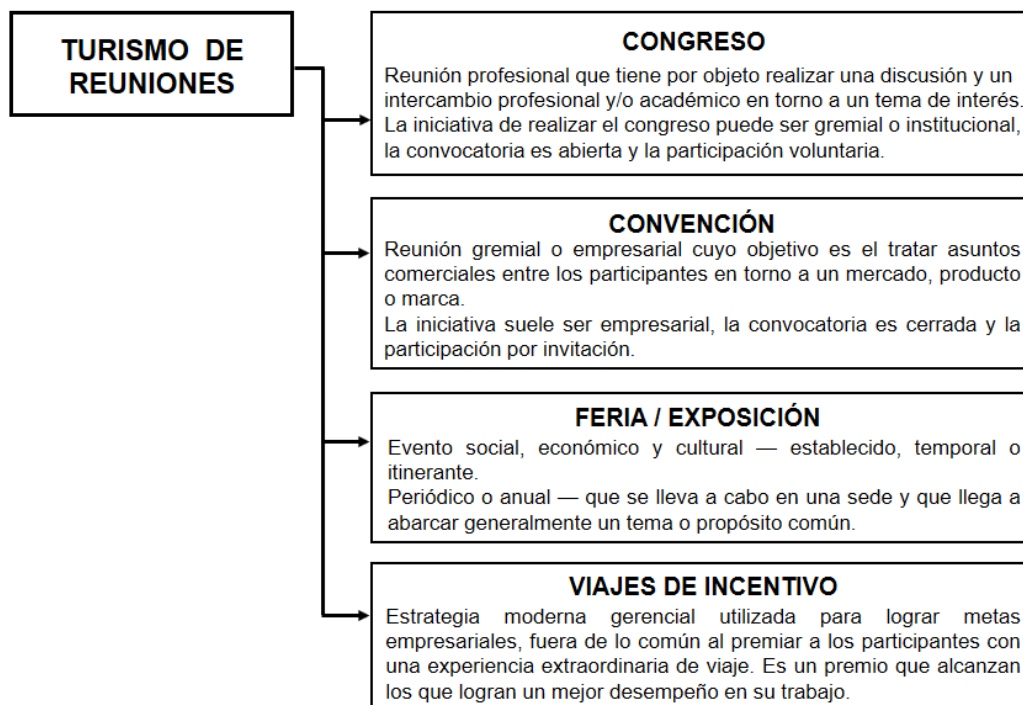 TURISMO DE
REUNIONES
CONGRESO
Reunión profesional que tiene por objeto realizar una discusión y un
intercambio profesional y/o académico en torno a un tema de interés.
La iniciativa de realizar el congreso puede ser gremial o institucional,
la convocatoria es abierta y la participación voluntaria.
CONVENCIÓN
Reunión gremial o empresarial cuyo objetivo es el tratar asuntos
comerciales entre los participantes en torno a un mercado, producto
o marca.
La iniciativa suele ser empresarial, la convocatoria es cerrada y la
participación por invitación.
FERIA / EXPOSICIÓN
Evento social, económico y cultural — establecido, temporal o
itinerante.
Periódico o anual — que se lleva a cabo en una sede y que llega a
abarcar generalmente un tema o propósito común.
VIAJES DE INCENTIVO
Estrategia moderna gerencial utilizada para lograr metas
empresariales, fuera de lo común al premiar a los participantes con
una experiencia extraordinaria de viaje. Es un premio que alcanzan
los que logran un mejor desempeño en su trabajo.